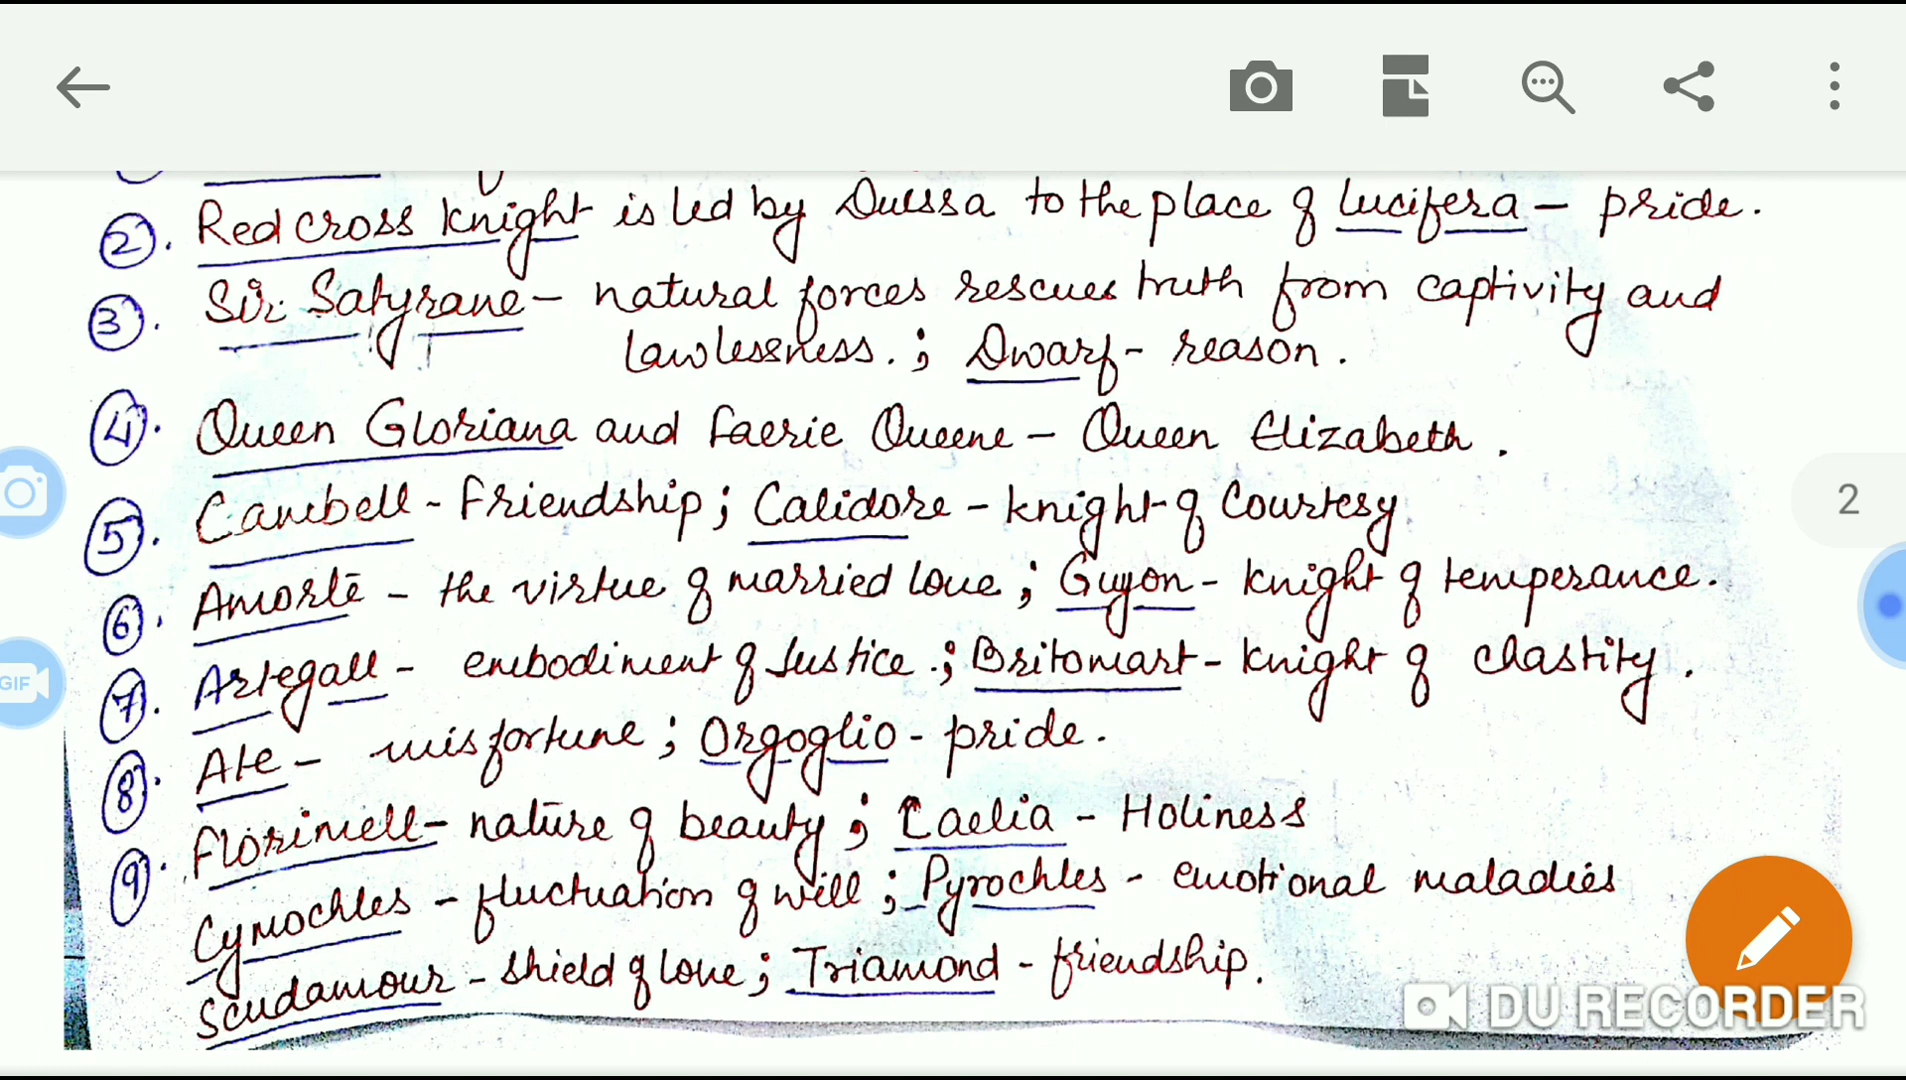 2. Red cross knight is led by Duessa to the place of Lucifera - pride.
3. Sir Satyrane - natural forces rescues truth from captivity and
lawlessness. ; Dwarf - reason.
4. Queen Gloriana and Faerie Queene - Queen Elizabeth.
5. Cambell - Friendship ; Calidore - knight of Courtesy
2
6. Amorte - the virtue of married love ; Guyon - knight of temperance.
GIF
7. Artegall - embodiment of Justice. ; Britomart - knight of chastity.
8. Ate - misfortune ; Orgoglio - pride.
9. Florimell - nature of beauty ; Caelia - Holiness
Cymochles - fluctuation of will ; Pyrochles - emotional maladies
Scudamour - shield of love ; Triamond - friendship.
DU RECORDER